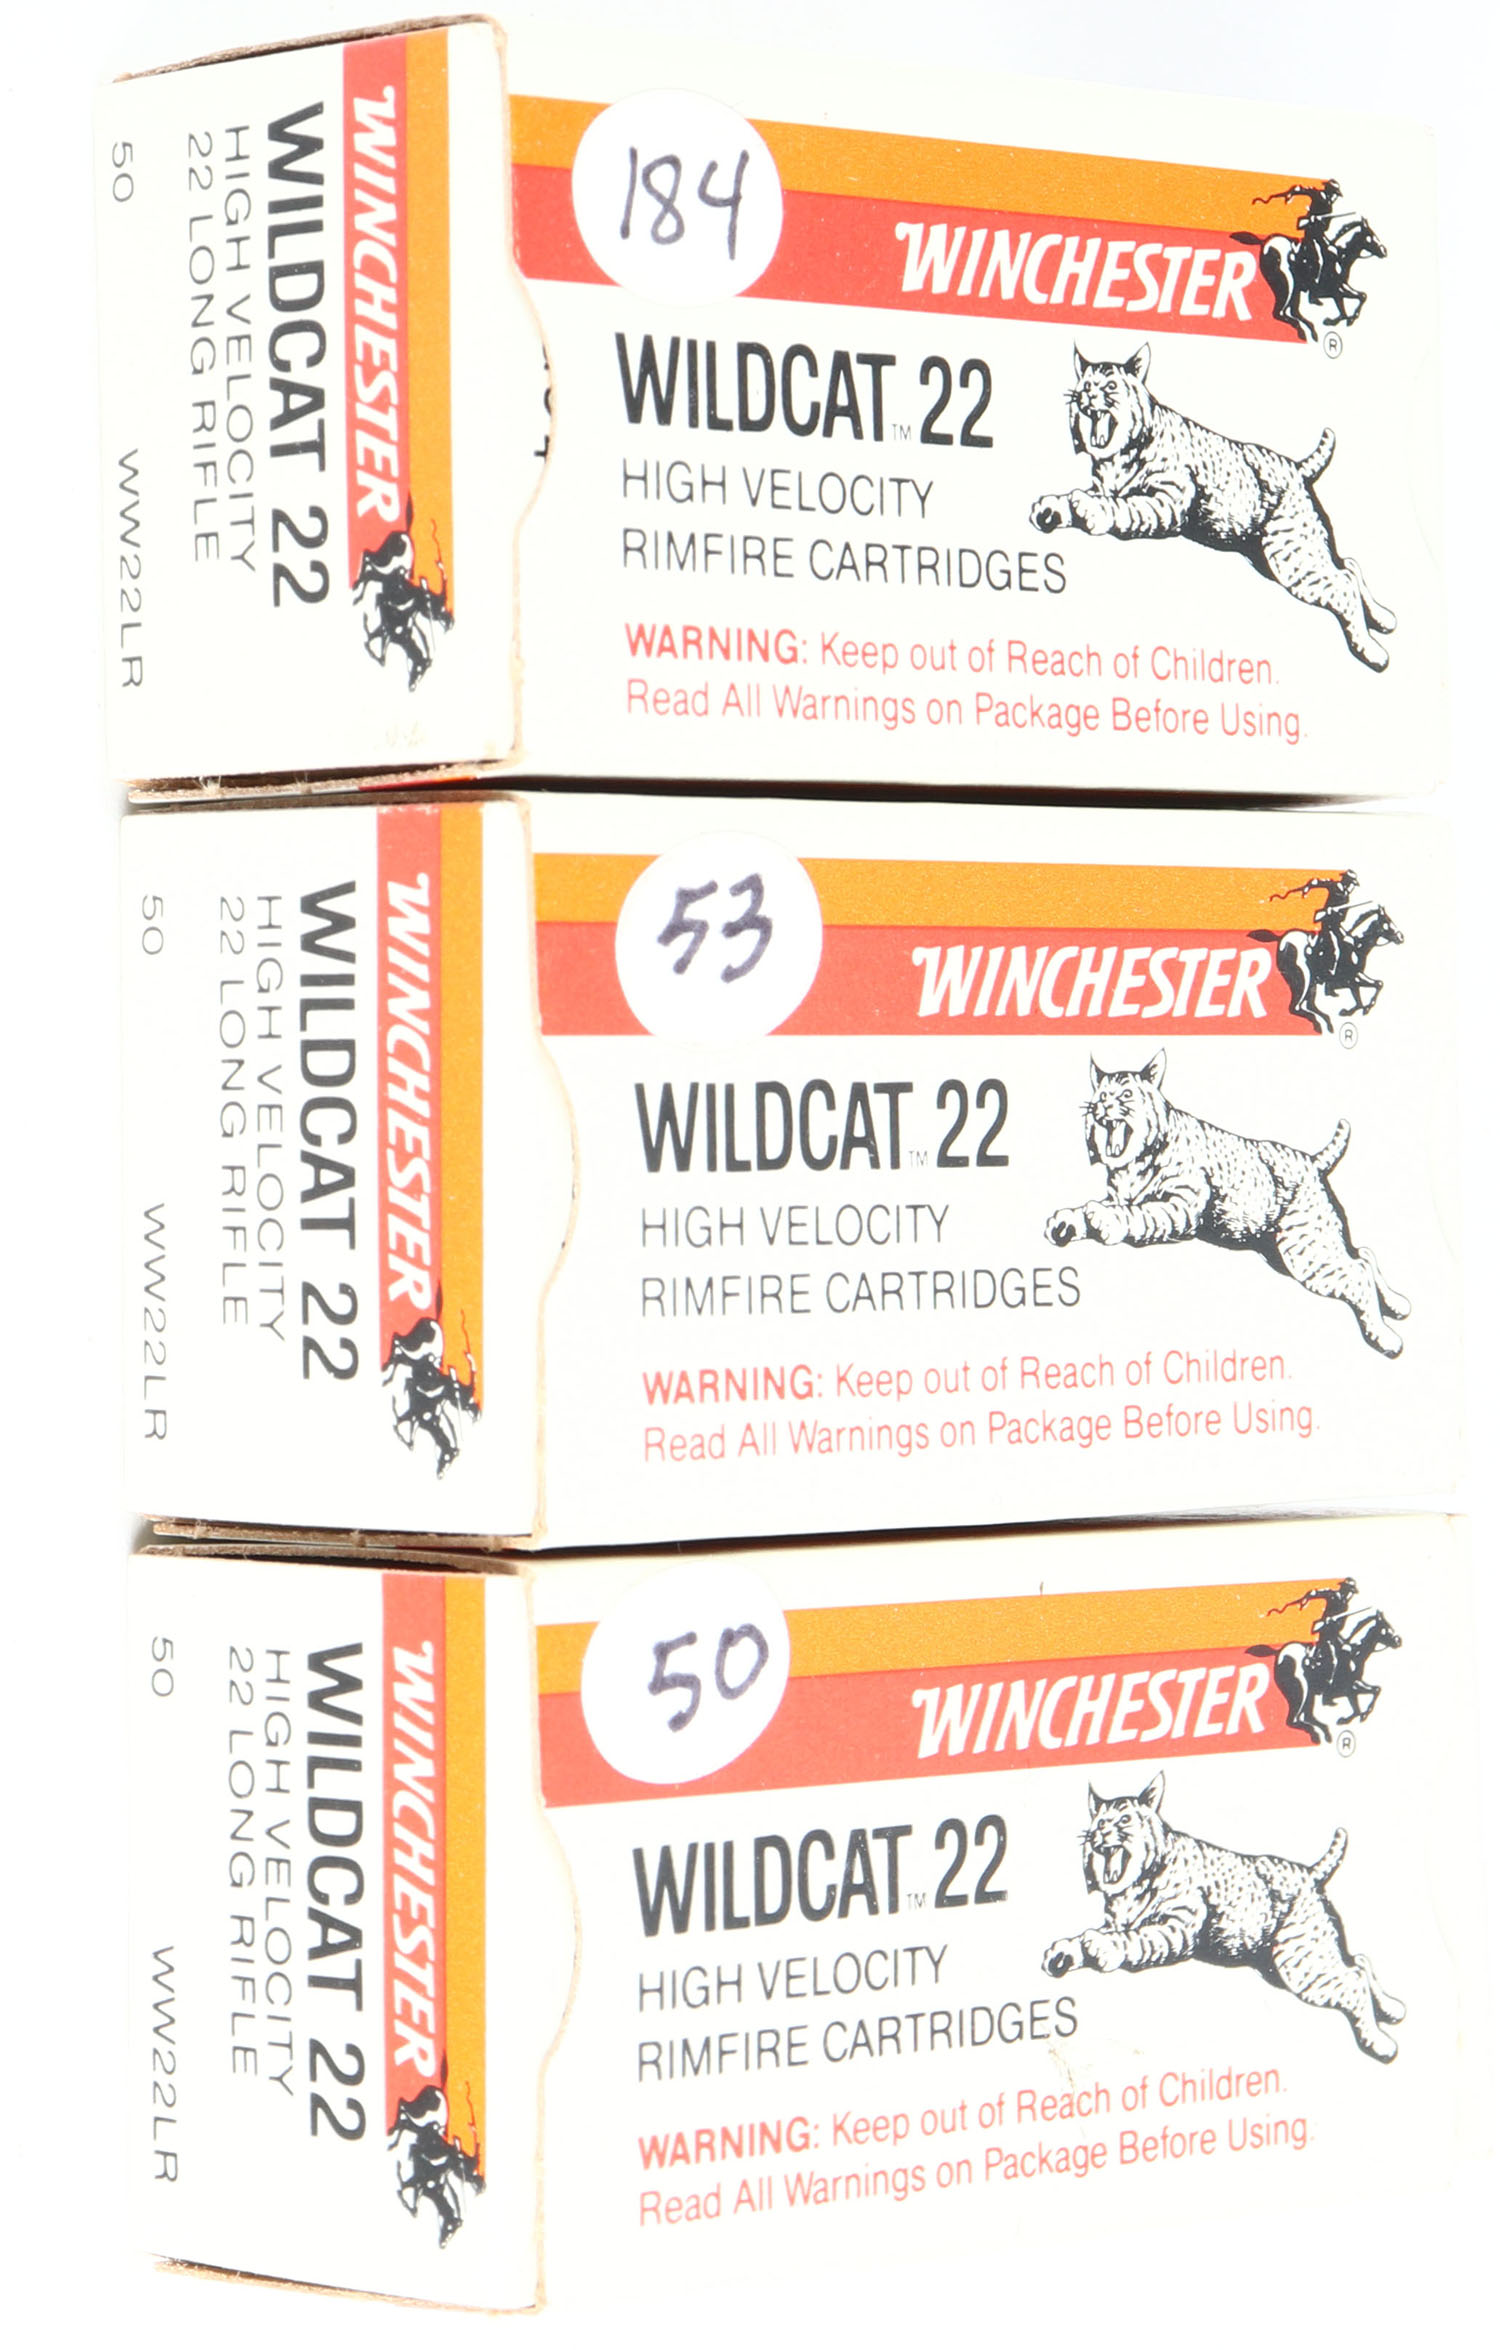 WINCHESTER
WILDCAT 22
HIGH VELOCITY
22 LONG RIFLE
50 WW22LR
184
WINCHESTER
®
WILDCAT™ 22
HIGH VELOCITY
RIMFIRE CARTRIDGES
WARNING: Keep out of Reach of Children.
Read All Warnings on Package Before Using.
WINCHESTER
WILDCAT 22
HIGH VELOCITY
22 LONG RIFLE
50 WW22LR
53
WINCHESTER
®
WILDCAT™ 22
HIGH VELOCITY
RIMFIRE CARTRIDGES
WARNING: Keep out of Reach of Children.
Read All Warnings on Package Before Using.
WINCHESTER
WILDCAT 22
HIGH VELOCITY
22 LONG RIFLE
50 WW22LR
50
WINCHESTER
®
WILDCAT™ 22
HIGH VELOCITY
RIMFIRE CARTRIDGES
WARNING: Keep out of Reach of Children.
Read All Warnings on Package Before Using.